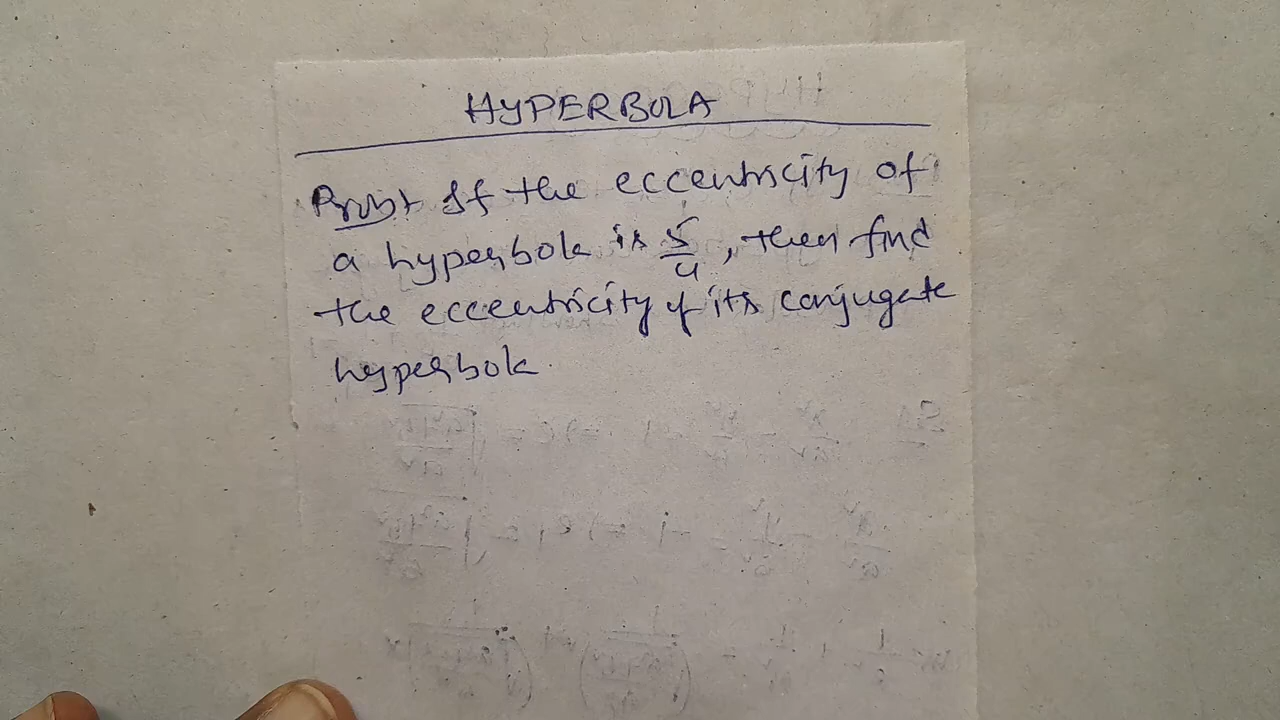 HYPERBOLA
Prob:- If the eccentricity of
a hyperbola is 5/4, then find
the eccentricity of its conjugate
hyperbola.